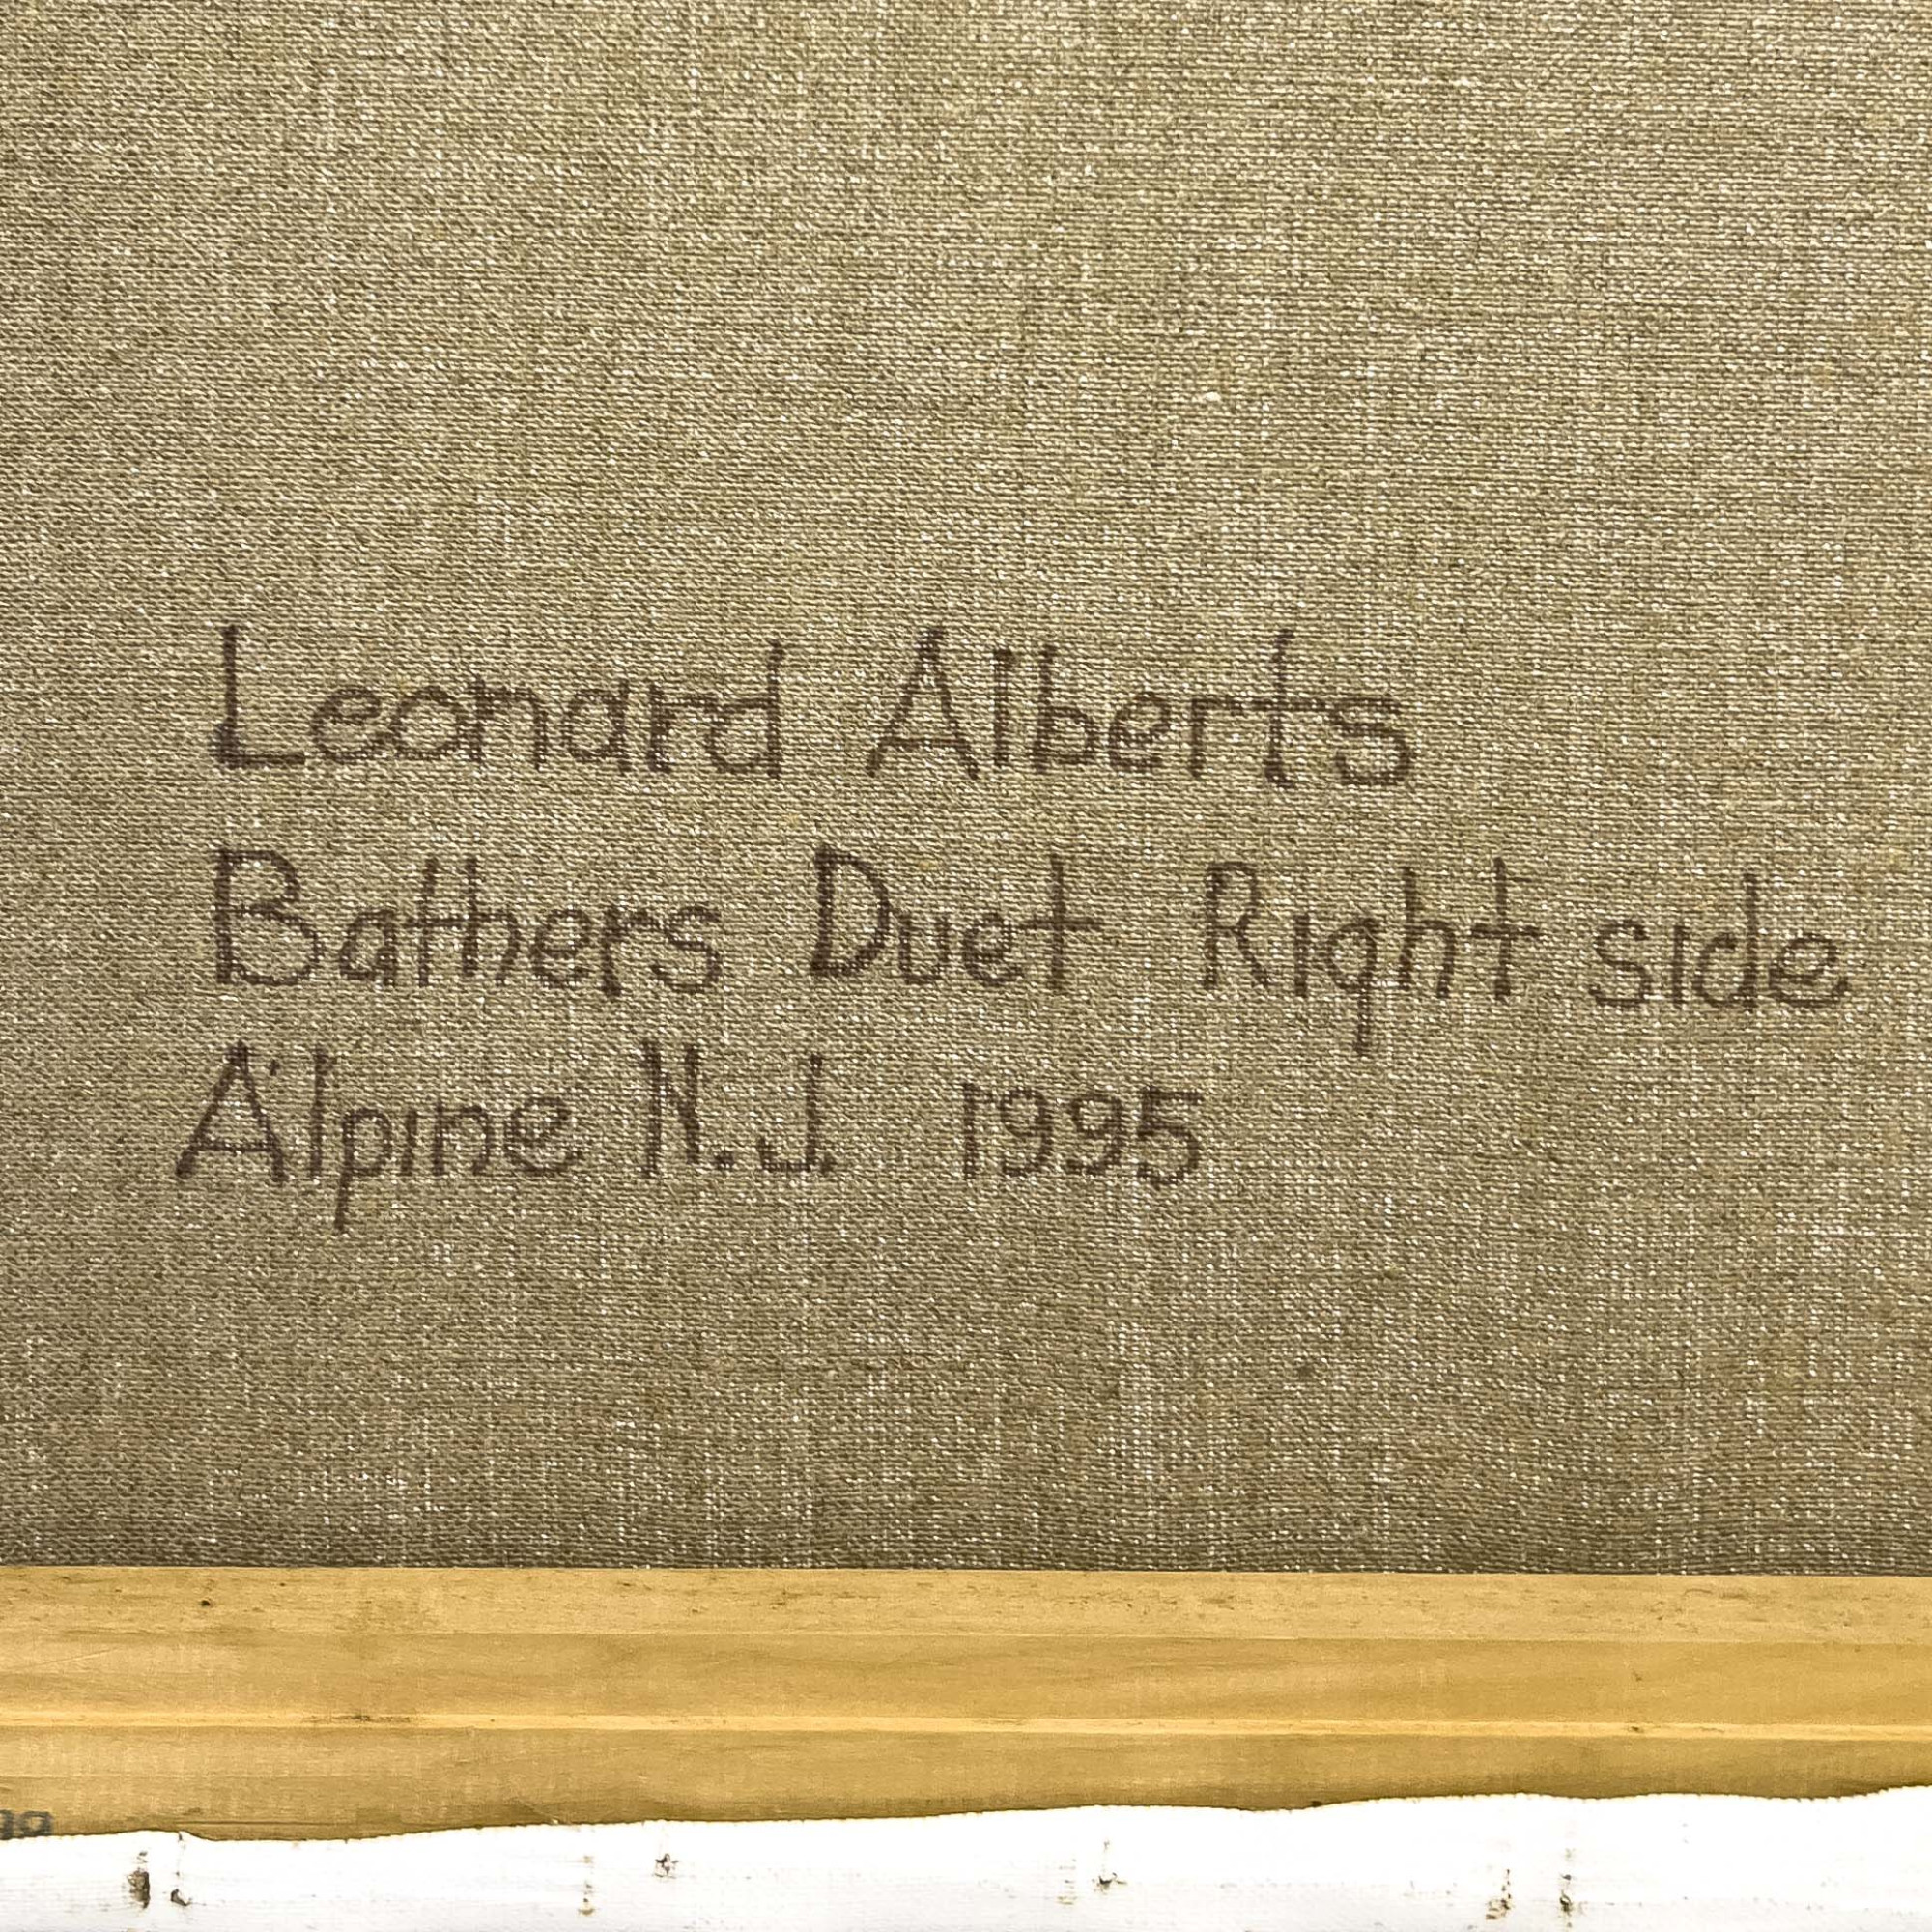 Leonard Alberts
Bathers Duet Right side
Alpine N.J. 1995